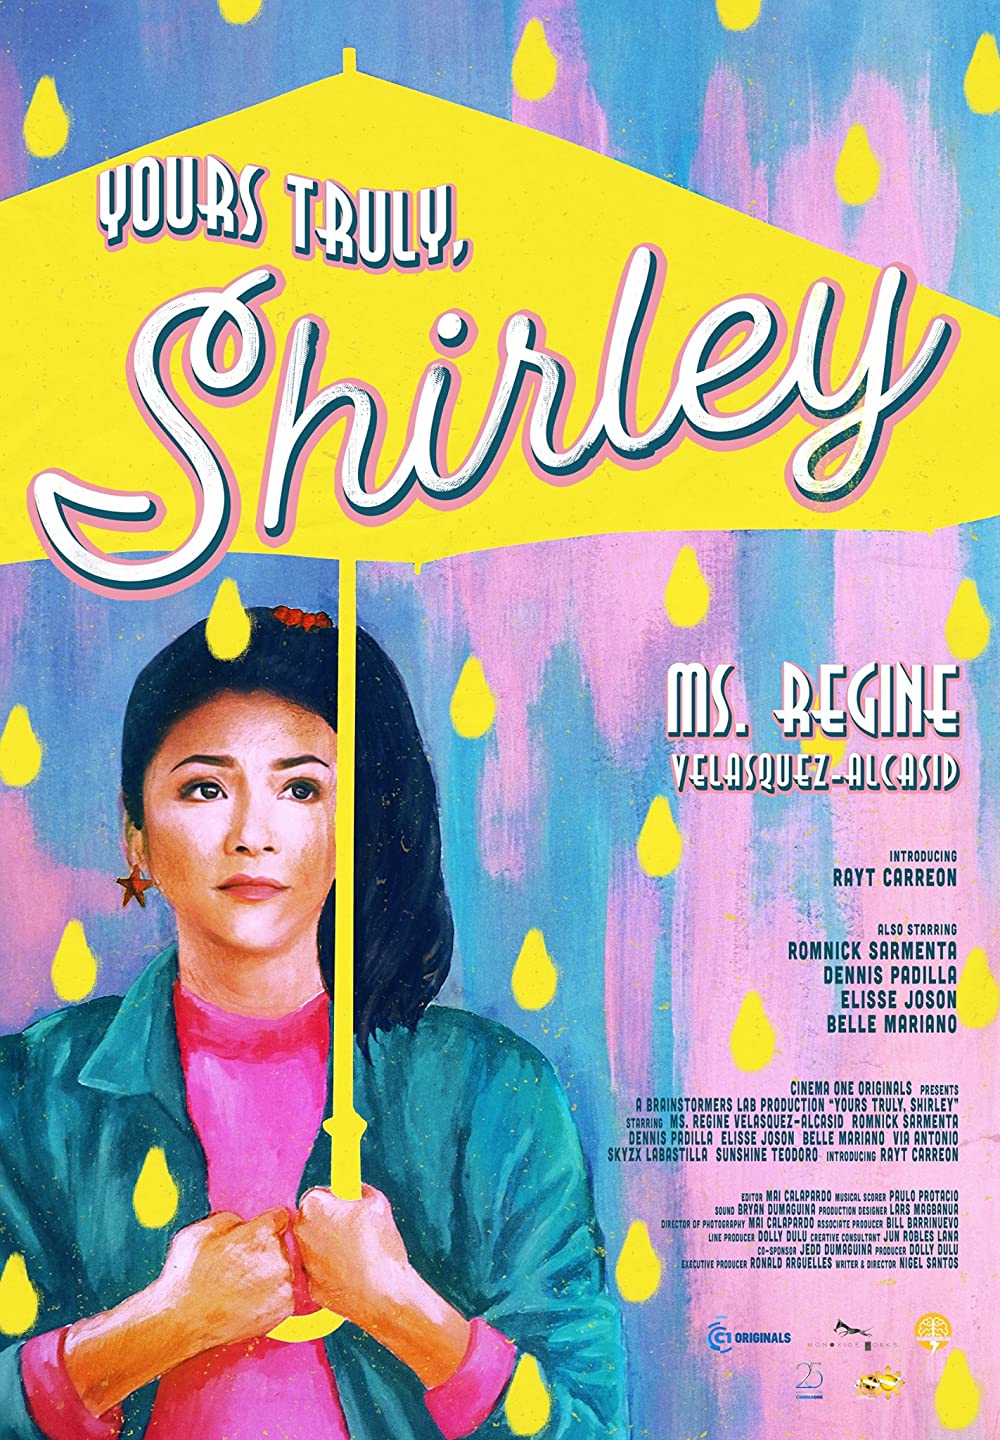 YOURS TRULY,
Shirley
MS. REGINE
VELASQUEZ-ALCASID
INTRODUCING
RAYT CARREON
ALSO STARRING
ROMNICK SARMENTA
DENNIS PADILLA
ELISSE JOSON
BELLE MARIANO
CINEMA ONE ORIGINALS PRESENTS
A BRAINSTORMERS LAB PRODUCTION "YOURS TRULY, SHIRLEY"
STARRING MS. REGINE VELASQUEZ-ALCASID ROMNICK SARMENTA
DENNIS PADILLA ELISSE JOSON BELLE MARIANO VIA ANTONIO
SKYZX LABASTILLA SUNSHINE TEODORO INTRODUCING RAYT CARREON
EDITOR MAI CALAPARDO MUSICAL SCORER PAULO PROTACIO
SOUND BRYAN DUMAGUINA PRODUCTION DESIGNER LARS MAGBANUA
DIRECTOR OF PHOTOGRAPHY MAI CALAPARDO ASSOCIATE PRODUCER BILL BARRINUEVO
LINE PRODUCER DOLLY DULU CREATIVE CONSULTANT JUN ROBLES LANA
CO-SPONSOR JEDD DUMAGUINA PRODUCER DOLLY DULU
EXECUTIVE PRODUCER RONALD ARGUELLES WRITER & DIRECTOR NIGEL SANTOS
C1 ORIGINALS
MONOXIDE WORKS
25